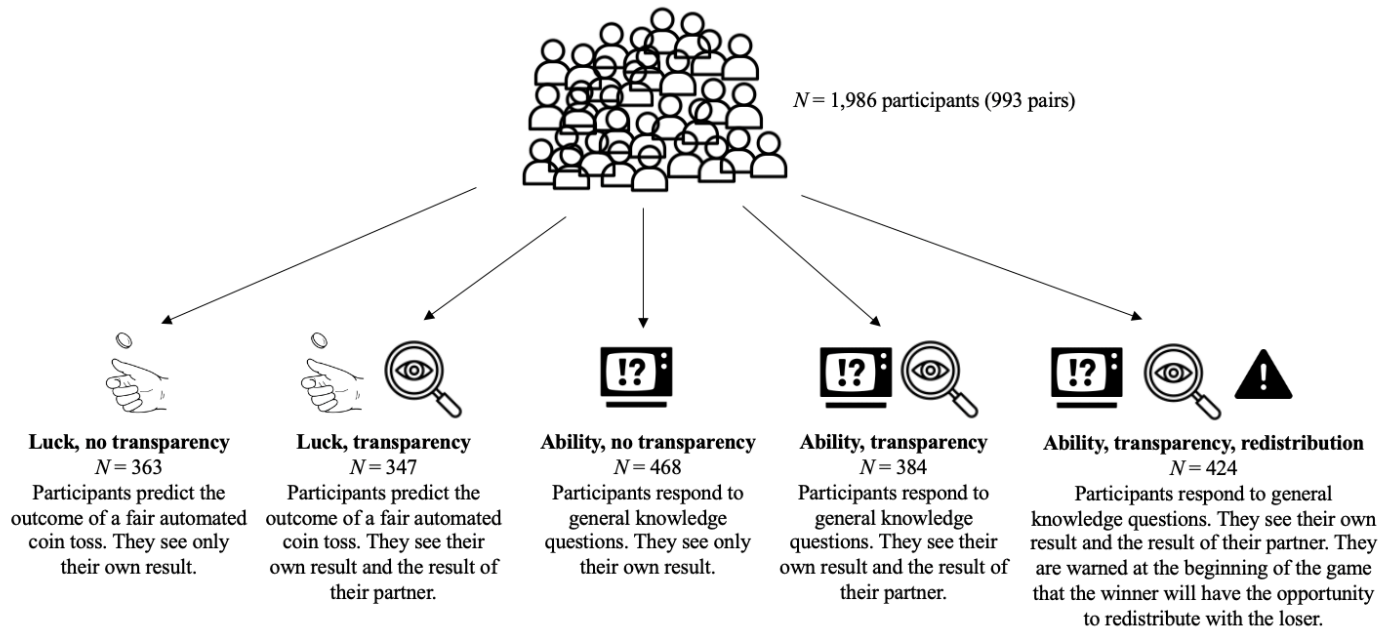 N = 1,986 participants (993 pairs)
!?
!?
!?
!
Luck, no transparency
N = 363
Participants predict the
outcome of a fair automated
coin toss. They see only
their own result.
Luck, transparency
N = 347
Participants predict the
outcome of a fair automated
coin toss. They see their
own result and the result of
their partner.
Ability, no transparency
N = 468
Participants respond to
general knowledge
questions. They see only
their own result.
Ability, transparency
N = 384
Participants respond to
general knowledge
questions. They see their
own result and the result of
their partner.
Ability, transparency, redistribution
N = 424
Participants respond to general
knowledge questions. They see their own
result and the result of their partner. They
are warned at the beginning of the game
that the winner will have the opportunity
to redistribute with the loser.